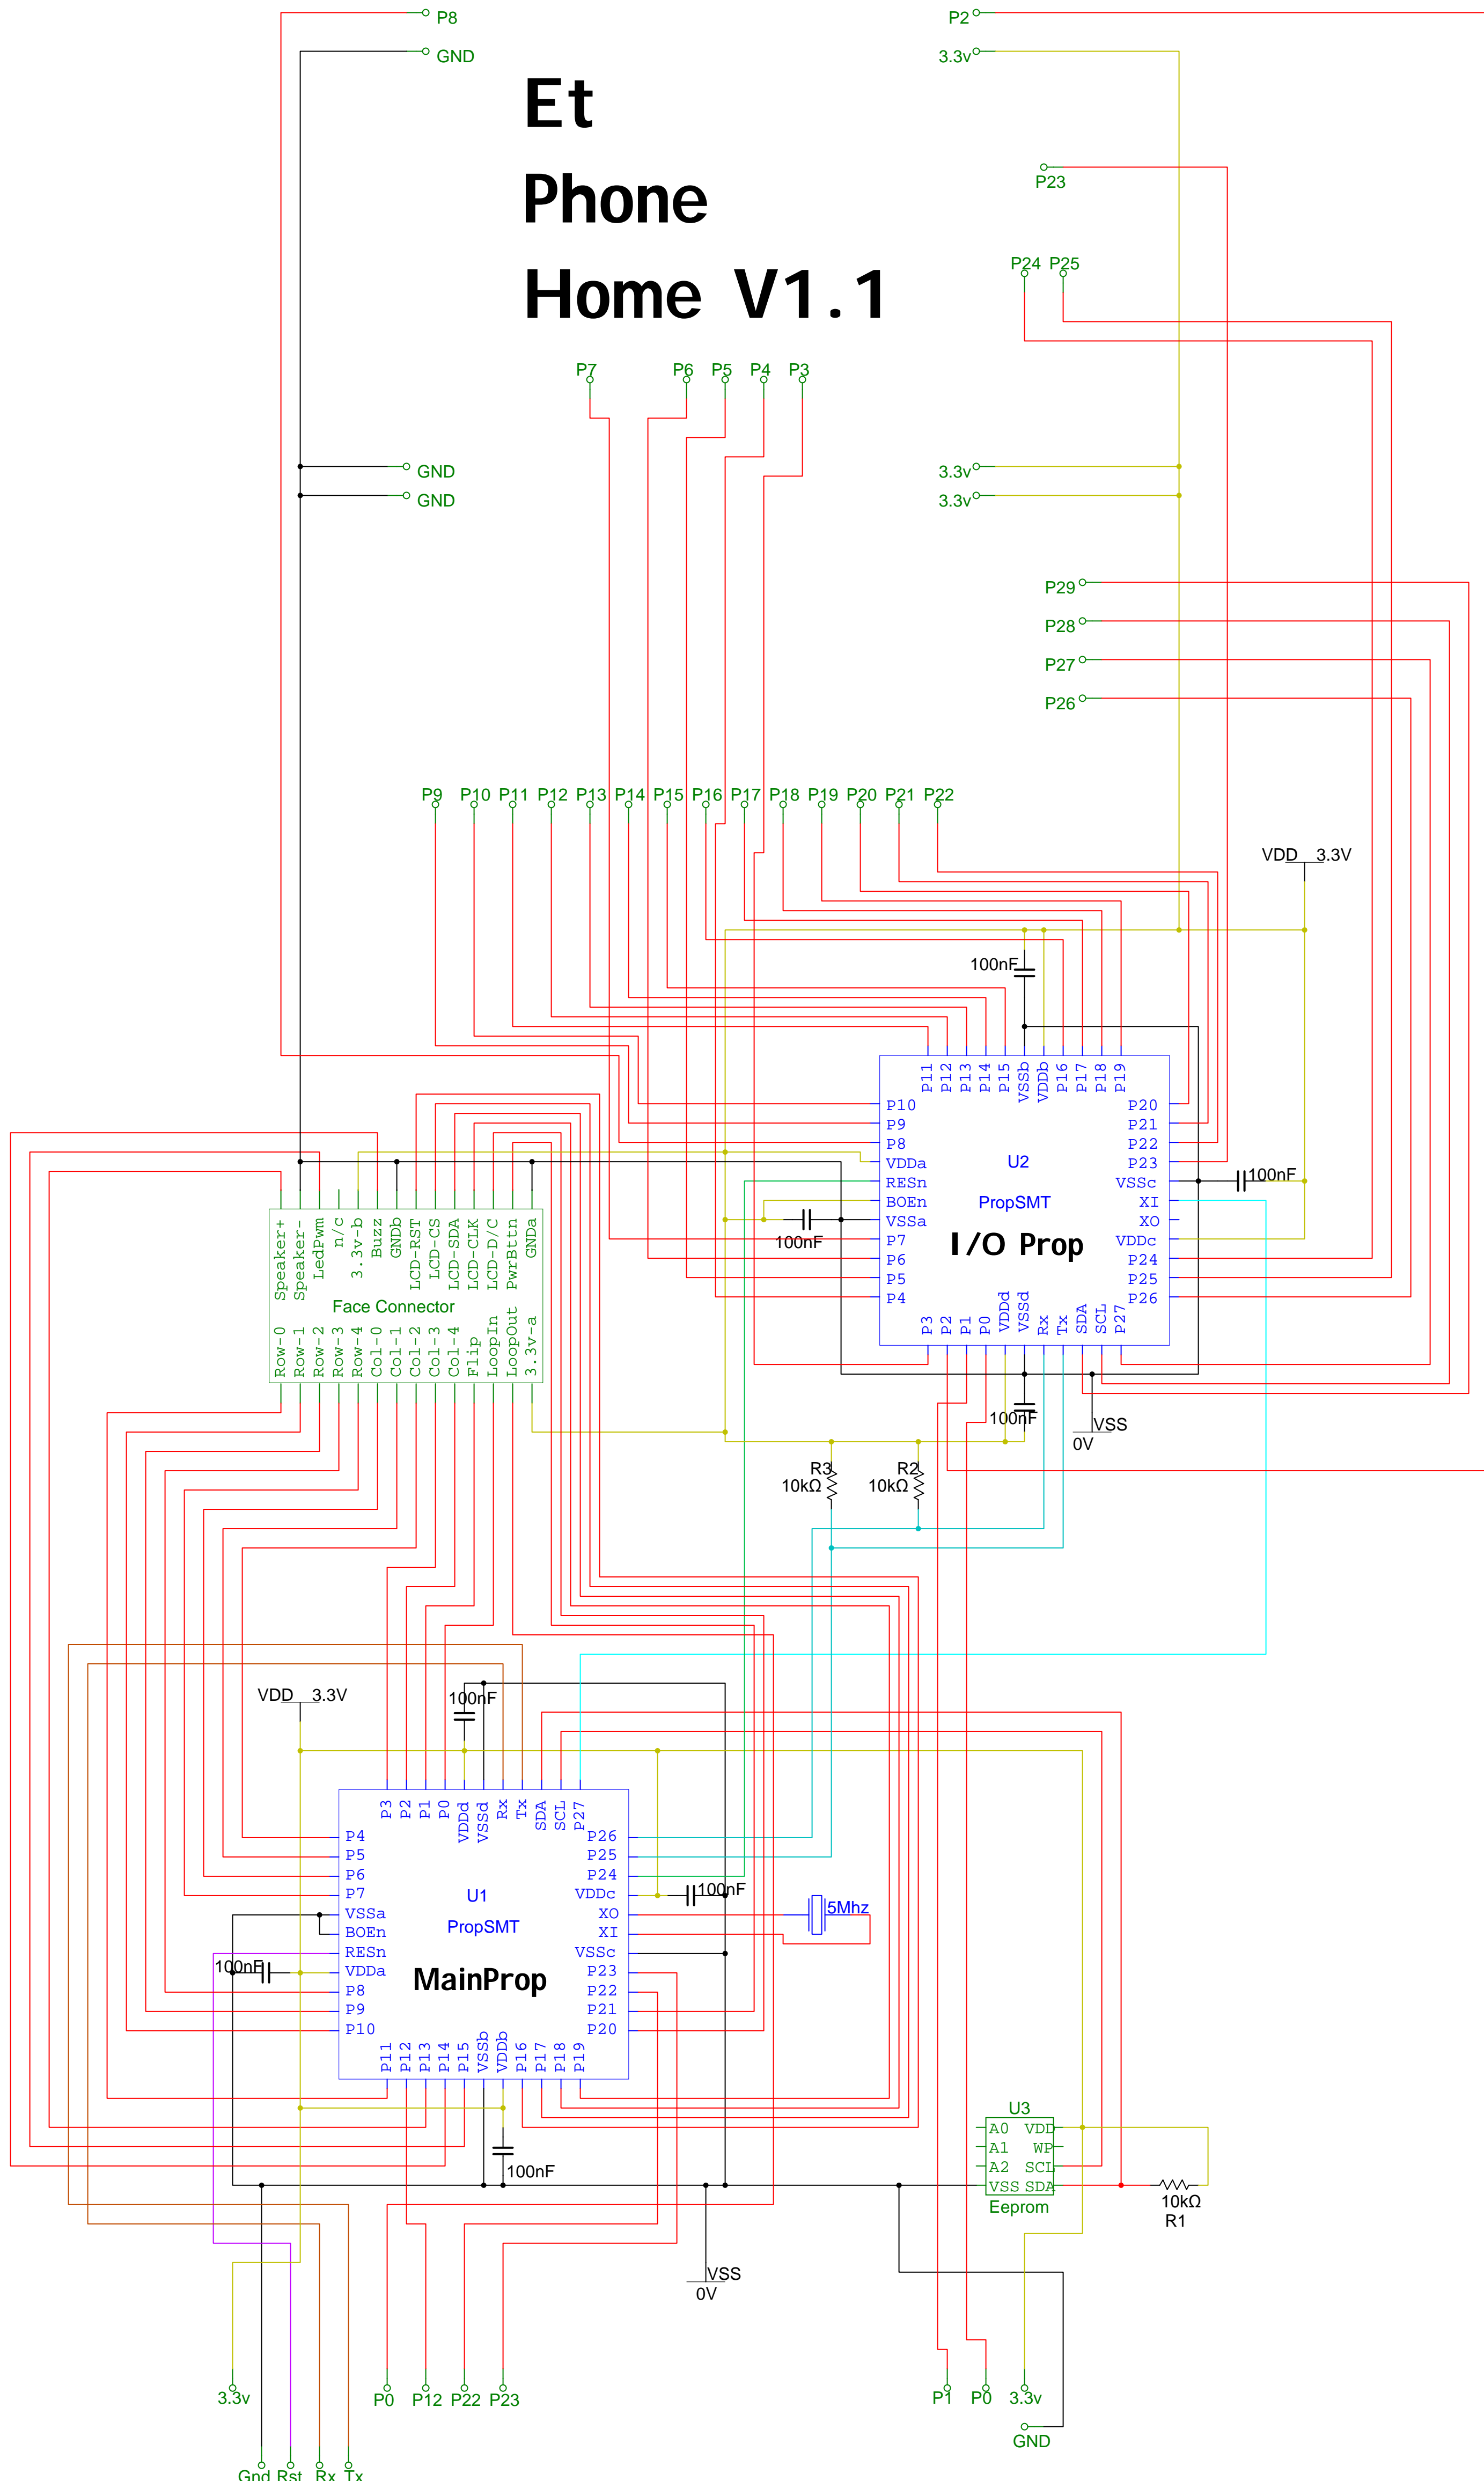 P8
P2
GND
3.3v
Et
Phone
Home V1.1
P23
P24 P25
P7 P6 P5 P4 P3
GND
3.3v
GND
3.3v
P29
P28
P27
P26
P9 P10 P11 P12 P13 P14 P15 P16 P17 P18 P19 P20 P21 P22
VDD 3.3V
100nF
P11 P12 P13 P14 P15 VSSb VDDb P16 P17 P18 P19
P10 P20
P9 P21
P8 P22
VDDa U2 P23
RESn VSSc 100nF
BOEn PropSMT XI
VSSa XO
100nF
P7 I/O Prop VDDc
P6 P24
P5 P25
P4 P26
P3 P2 P1 P0 VDDd VSSd Rx Tx SDA SCL P27
Speaker+ Speaker- LedPwm n/c 3.3v-b Buzz GNDb LCD-RST LCD-CS LCD-SDA LCD-CLK LCD-D/C PwrBttn GNDa
Face Connector
Row-0 Row-1 Row-2 Row-3 Row-4 Col-0 Col-1 Col-2 Col-3 Col-4 Flip LoopIn LoopOut 3.3v-a
100nF
VSS
0V
R3 R2
10kΩ 10kΩ
VDD 3.3V
100nF
P3 P2 P1 P0 VDDd VSSd Rx Tx SDA SCL P27
P4 P26
P5 P25
P6 P24
P7 U1 VDDc 100nF
VSSa XO 5Mhz
BOEn PropSMT XI
RESn VSSc
100nF VDDa MainProp P23
P8 P22
P9 P21
P10 P20
P11 P12 P13 P14 P15 VSSb VDDb P16 P17 P18 P19
100nF
U3
A0 VDD
A1 WP
A2 SCL
VSS SDA
Eeprom
10kΩ
R1
VSS
0V
3.3v
P0 P12 P22 P23
P1 P0 3.3v
GND
Gnd Rst Rx Tx